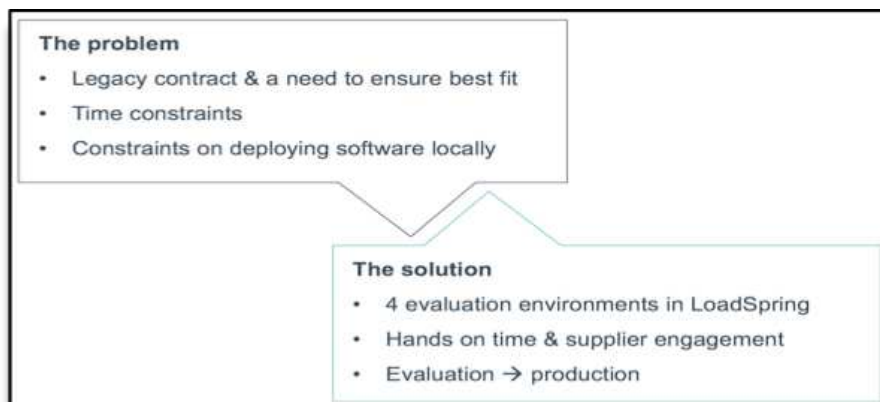 The problem
• Legacy contract & a need to ensure best fit
• Time constraints
• Constraints on deploying software locally
The solution
• 4 evaluation environments in LoadSpring
• Hands on time & supplier engagement
• Evaluation → production